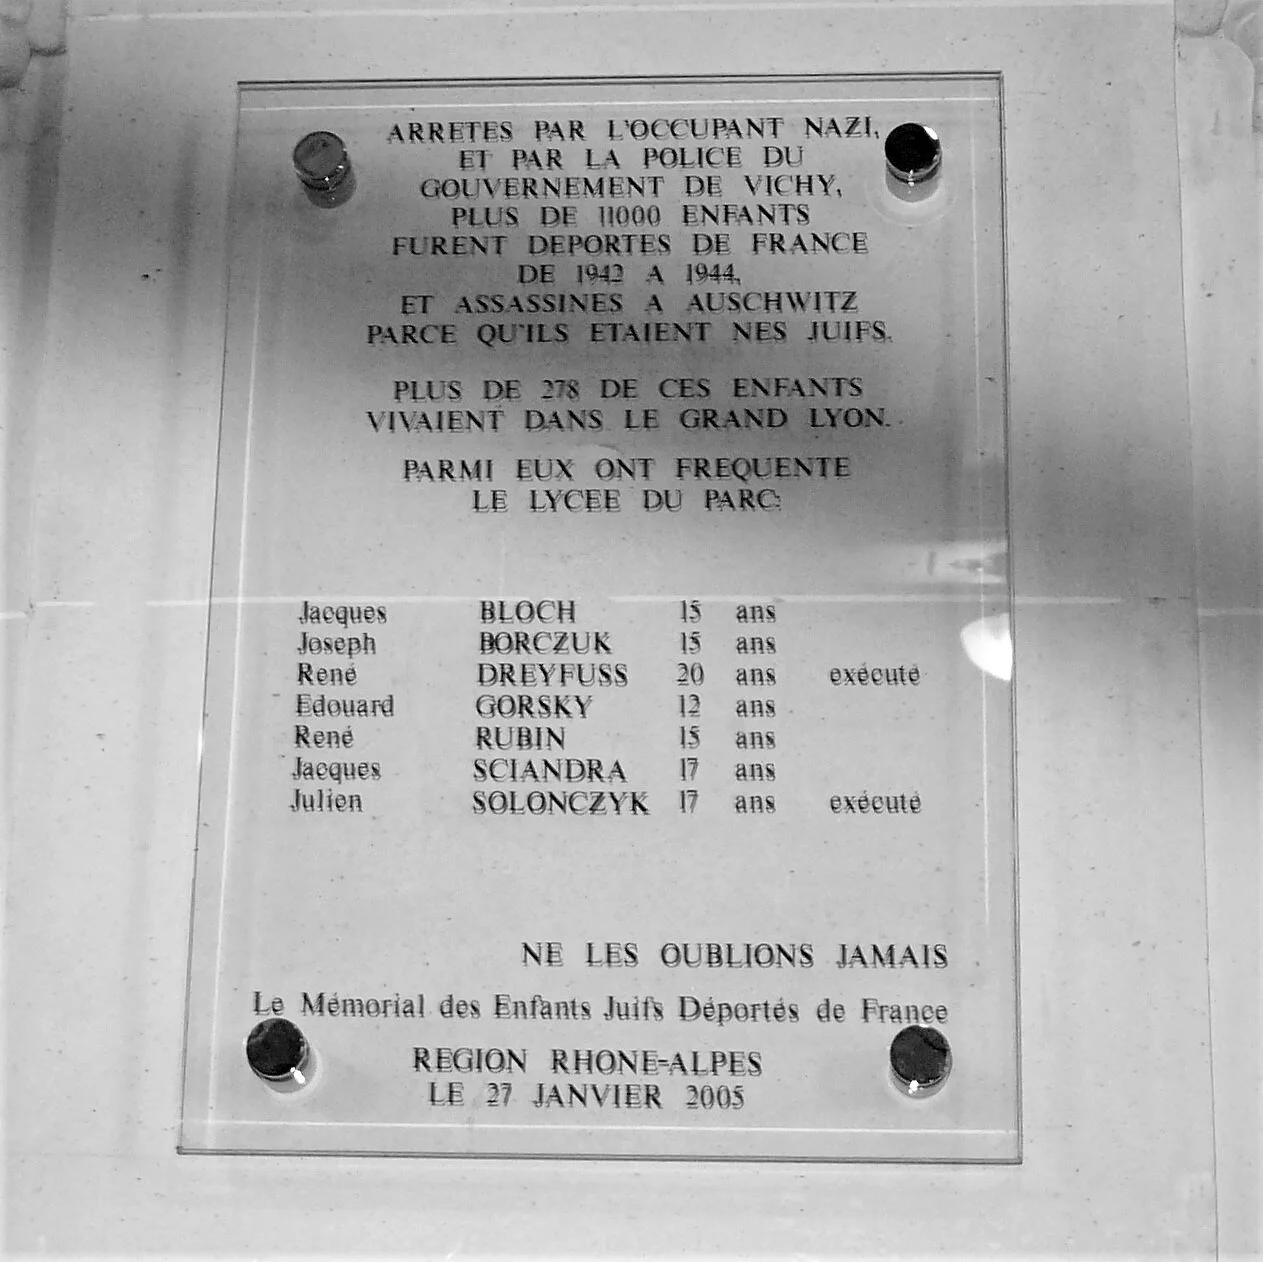 ARRETES PAR L'OCCUPANT NAZI,
ET PAR LA POLICE DU
GOUVERNEMENT DE VICHY,
PLUS DE 11000 ENFANTS
FURENT DEPORTES DE FRANCE
DE 1942 A 1944,
ET ASSASSINES A AUSCHWITZ
PARCE QU'ILS ETAIENT NES JUIFS.
PLUS DE 278 DE CES ENFANTS
VIVAIENT DANS LE GRAND LYON.
PARMI EUX ONT FREQUENTE
LE LYCEE DU PARC:
Jacques BLOCH 15 ans
Joseph BORCZUK 15 ans
René DREYFUSS 20 ans exécuté
Edouard GORSKY 12 ans
René RUBIN 15 ans
Jacques SCIANDRA 17 ans
Julien SOLONCZYK 17 ans exécuté
NE LES OUBLIONS JAMAIS
Le Mémorial des Enfants Juifs Déportés de France
REGION RHONE-ALPES
LE 27 JANVIER 2005